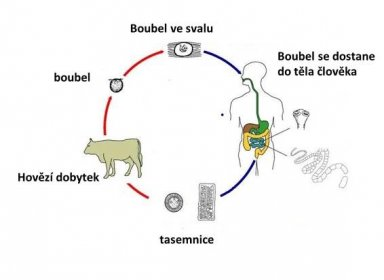 Boubel ve svalu
Boubel se dostane
do těla člověka
boubel
Hovězí dobytek
tasemnice